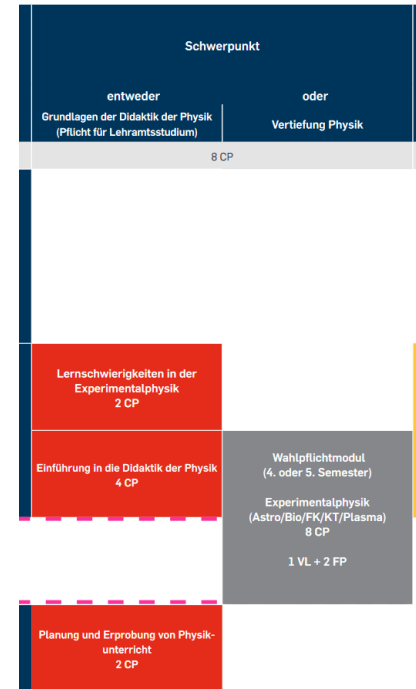 Schwerpunkt
entweder
Grundlagen der Didaktik der Physik
(Pflicht für Lehramtsstudium)
oder
Vertiefung Physik
8 CP
Lernschwierigkeiten in der
Experimentalphysik
2 CP
Einführung in die Didaktik der Physik
4 CP
Wahlpflichtmodul
(4. oder 5. Semester)
Experimentalphysik
(Astro/Bio/FK/KT/Plasma)
8 CP
1 VL + 2 FP
Planung und Erprobung von Physik-
unterricht
2 CP